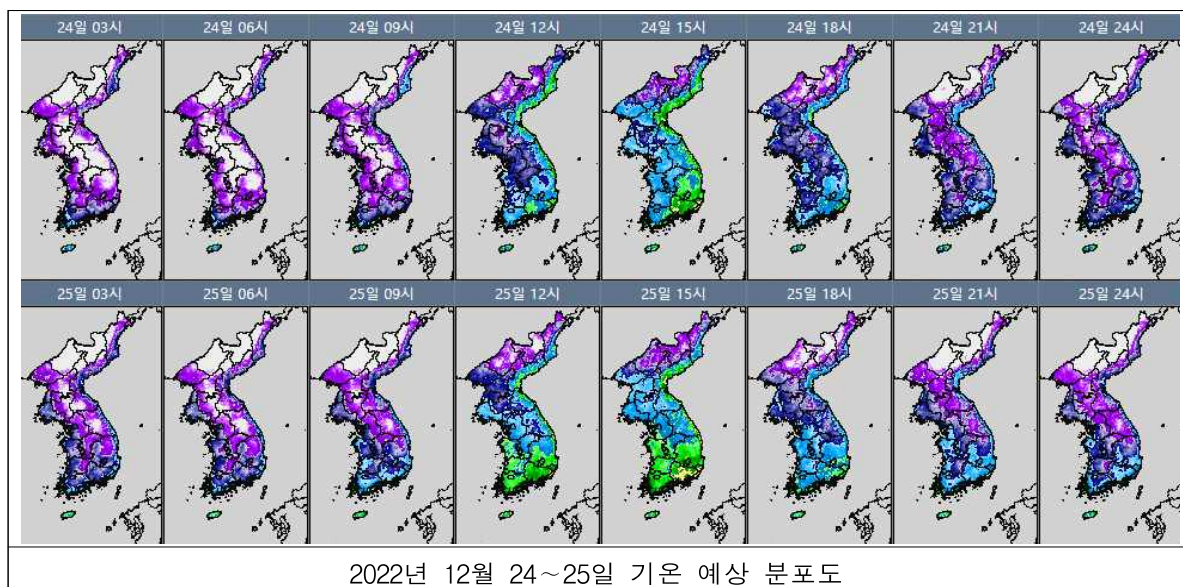 24일 03시 24일 06시 24일 09시 24일 12시 24일 15시 24일 18시 24일 21시 24일 24시
25일 03시 25일 06시 25일 09시 25일 12시 25일 15시 25일 18시 25일 21시 25일 24시
2022년 12월 24~25일 기온 예상 분포도